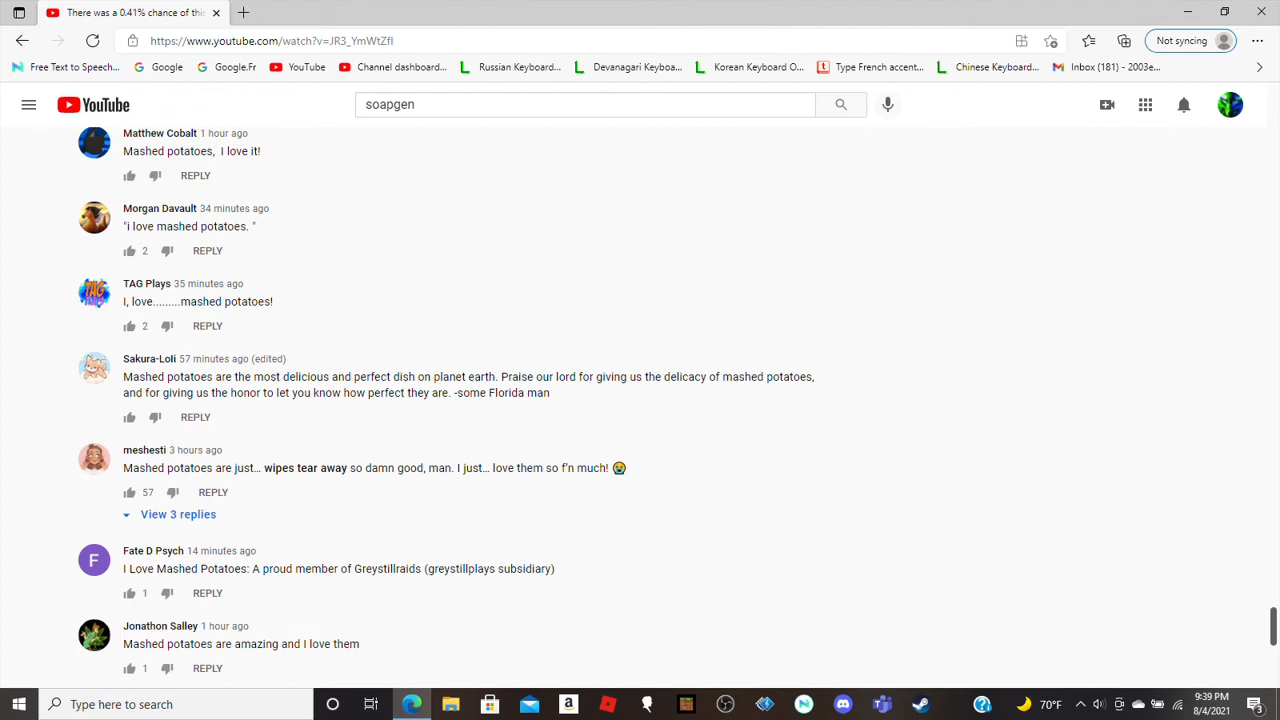 There was a 0.41% chance of this
https://www.youtube.com/watch?v=JR3_YmWtZfI
Not syncing
Free Text to Speech... Google Google.Fr YouTube Channel dashboard... Russian Keyboard... Devanagari Keyboa... Korean Keyboard O... Type French accent... Chinese Keyboard... Inbox (181) - 2003e...
YouTube
soapgen
Matthew Cobalt 1 hour ago
Mashed potatoes, I love it!
REPLY
Morgan Davault 34 minutes ago
"i love mashed potatoes. "
2 REPLY
TAG Plays 35 minutes ago
I, love.........mashed potatoes!
2 REPLY
Sakura-Loli 57 minutes ago (edited)
Mashed potatoes are the most delicious and perfect dish on planet earth. Praise our lord for giving us the delicacy of mashed potatoes,
and for giving us the honor to let you know how perfect they are. -some Florida man
REPLY
meshesti 3 hours ago
Mashed potatoes are just… wipes tear away so damn good, man. I just… love them so f'n much! 😭
57 REPLY
View 3 replies
F
Fate D Psych 14 minutes ago
I Love Mashed Potatoes: A proud member of Greystillraids (greystillplays subsidiary)
1 REPLY
Jonathon Salley 1 hour ago
Mashed potatoes are amazing and I love them
1 REPLY
Type here to search
70°F
9:39 PM
8/4/2021
3